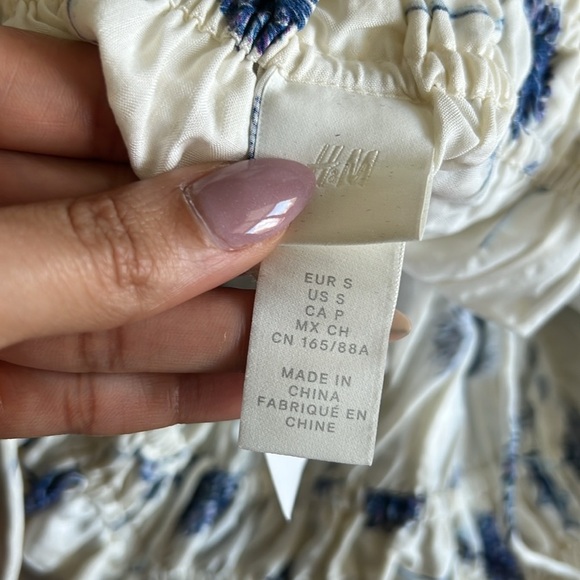 H&M
EUR S
US S
CA P
MX CH
CN 165/88A
MADE IN
CHINA
FABRIQUÉ EN
CHINE